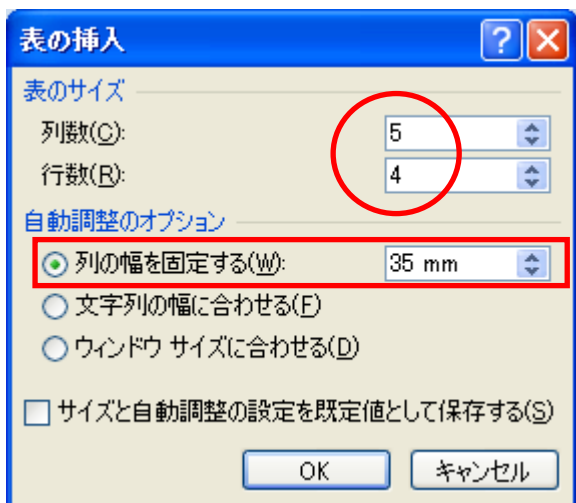 表の挿入
表のサイズ
列数(C): 5
行数(R): 4
自動調整のオプション
列の幅を固定する(W): 35 mm
文字列の幅に合わせる(F)
ウィンドウ サイズに合わせる(D)
サイズと自動調整の設定を既定値として保存する(S)
OK キャンセル